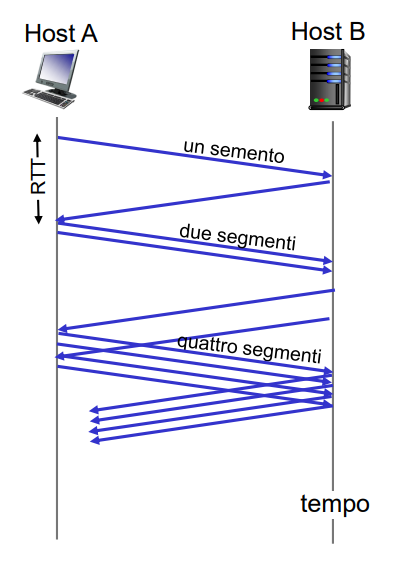 Host A
Host B
RTT
un semento
due segmenti
quattro segmenti
tempo